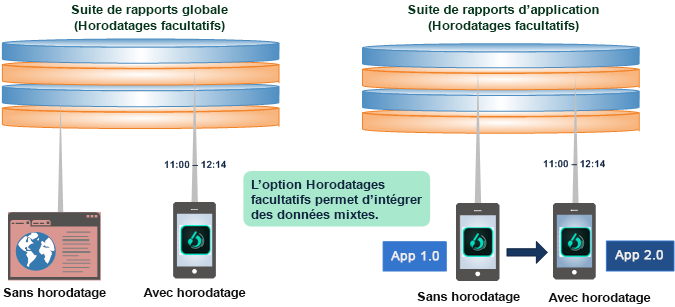 Suite de rapports globale
(Horodatages facultatifs)
Suite de rapports d’application
(Horodatages facultatifs)
11:00 – 12:14
11:00 – 12:14
L’option Horodatages
facultatifs permet d’intégrer
des données mixtes.
App 1.0
App 2.0
Sans horodatage
Avec horodatage
Sans horodatage
Avec horodatage